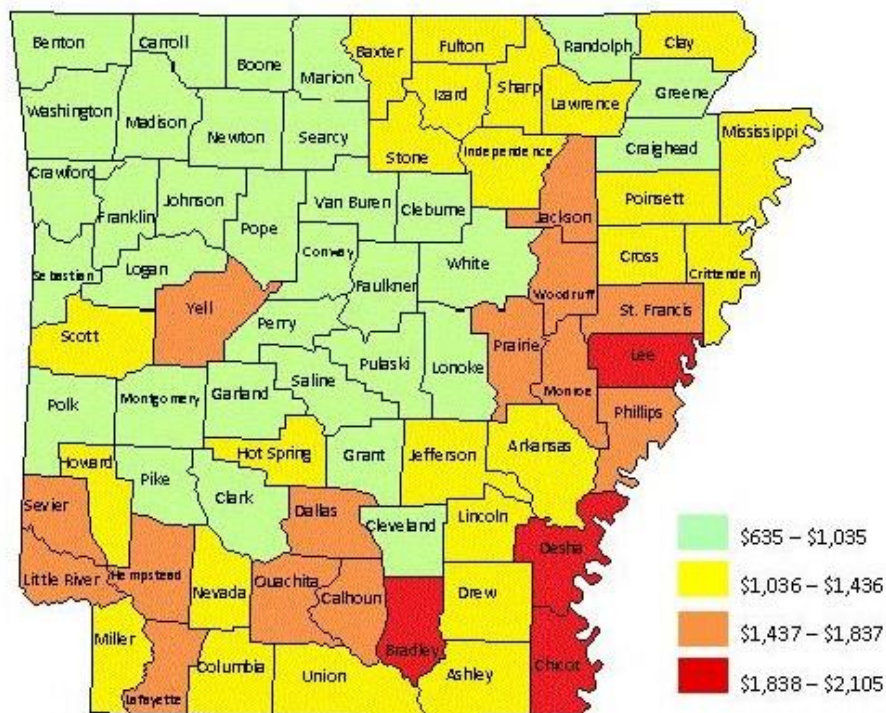 Benton
Carroll
Boone
Marion
Baxter
Fulton
Sharp
Randolph
Clay
Washington
Madison
Newton
Searcy
Izard
Lawrence
Greene
Stone
Independence
Craighead
Mississippi
Crawford
Franklin
Johnson
Pope
Van Buren
Cleburne
Jackson
Poinsett
Sebastian
Logan
Conway
Faulkner
White
Woodruff
Cross
Crittenden
Scott
Yell
Perry
Pulaski
Lonoke
Prairie
Monroe
St. Francis
Lee
Polk
Montgomery
Garland
Saline
Phillips
Howard
Pike
Hot Spring
Grant
Jefferson
Arkansas
Sevier
Clark
Dallas
Cleveland
Lincoln
Desha
Little River
Hempstead
Nevada
Ouachita
Calhoun
Bradley
Drew
Chicot
Miller
Lafayette
Columbia
Union
Ashley
$635 – $1,035
$1,036 – $1,436
$1,437 – $1,837
$1,838 – $2,105